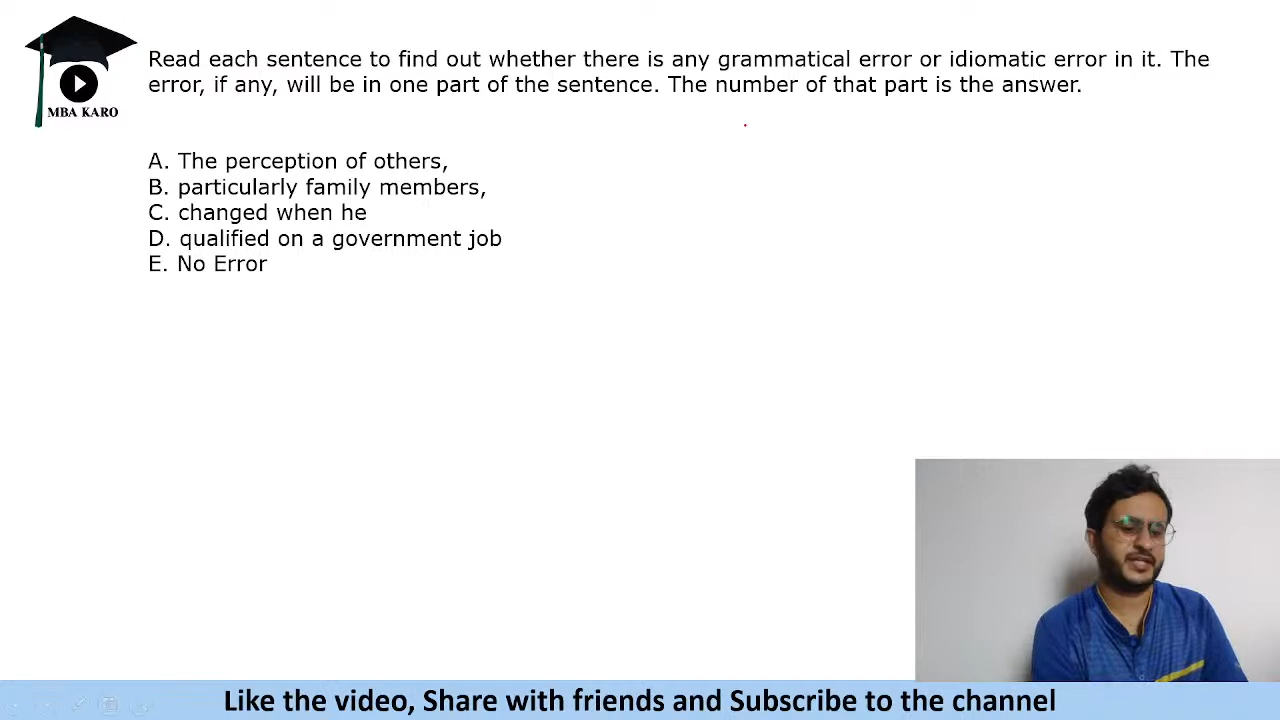 MBA KARO
Read each sentence to find out whether there is any grammatical error or idiomatic error in it. The
error, if any, will be in one part of the sentence. The number of that part is the answer.
A. The perception of others,
B. particularly family members,
C. changed when he
D. qualified on a government job
E. No Error
Like the video, Share with friends and Subscribe to the channel